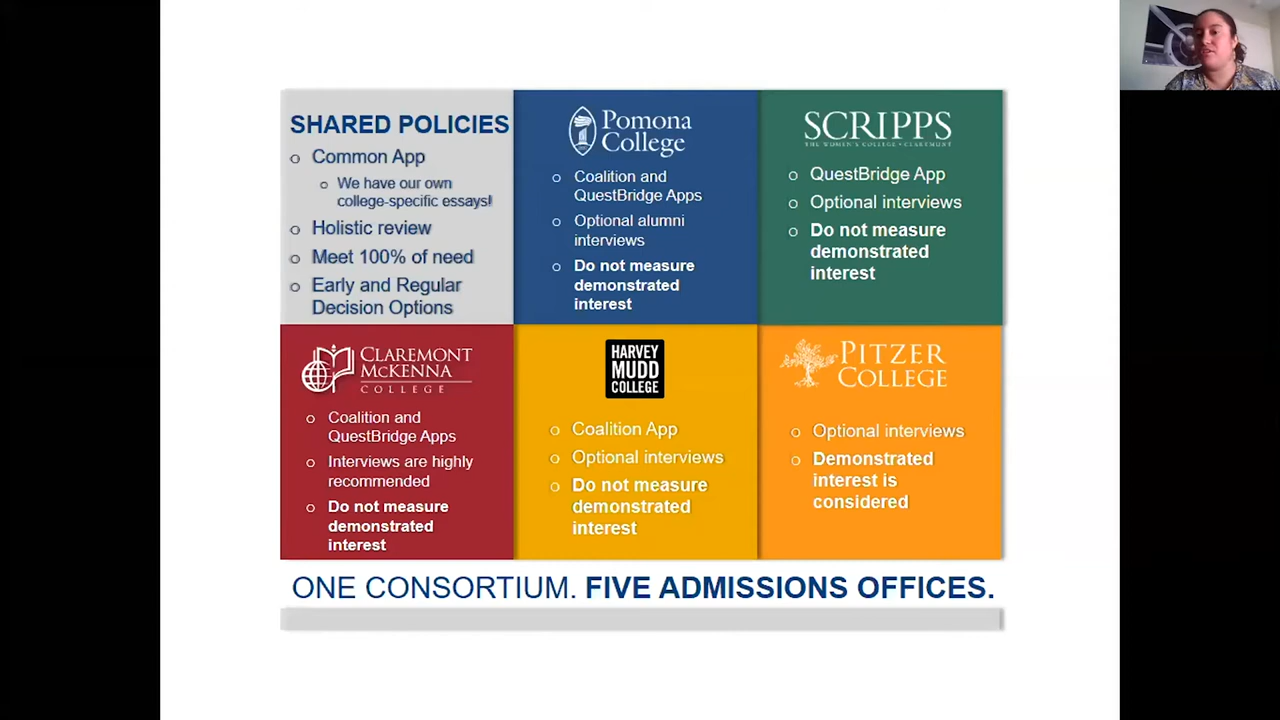 SHARED POLICIES
Common App
We have our own
college-specific essays!
Holistic review
Meet 100% of need
Early and Regular
Decision Options
Pomona
College
Coalition and
QuestBridge Apps
Optional alumni
interviews
Do not measure
demonstrated
interest
SCRIPPS
THE WOMEN'S COLLEGE • CLAREMONT
QuestBridge App
Optional interviews
Do not measure
demonstrated
interest
CLAREMONT
MCKENNA
COLLEGE
Coalition and
QuestBridge Apps
Interviews are highly
recommended
Do not measure
demonstrated
interest
HARVEY
MUDD
COLLEGE
Coalition App
Optional interviews
Do not measure
demonstrated
interest
PITZER
COLLEGE
Optional interviews
Demonstrated
interest is
considered
ONE CONSORTIUM. FIVE ADMISSIONS OFFICES.